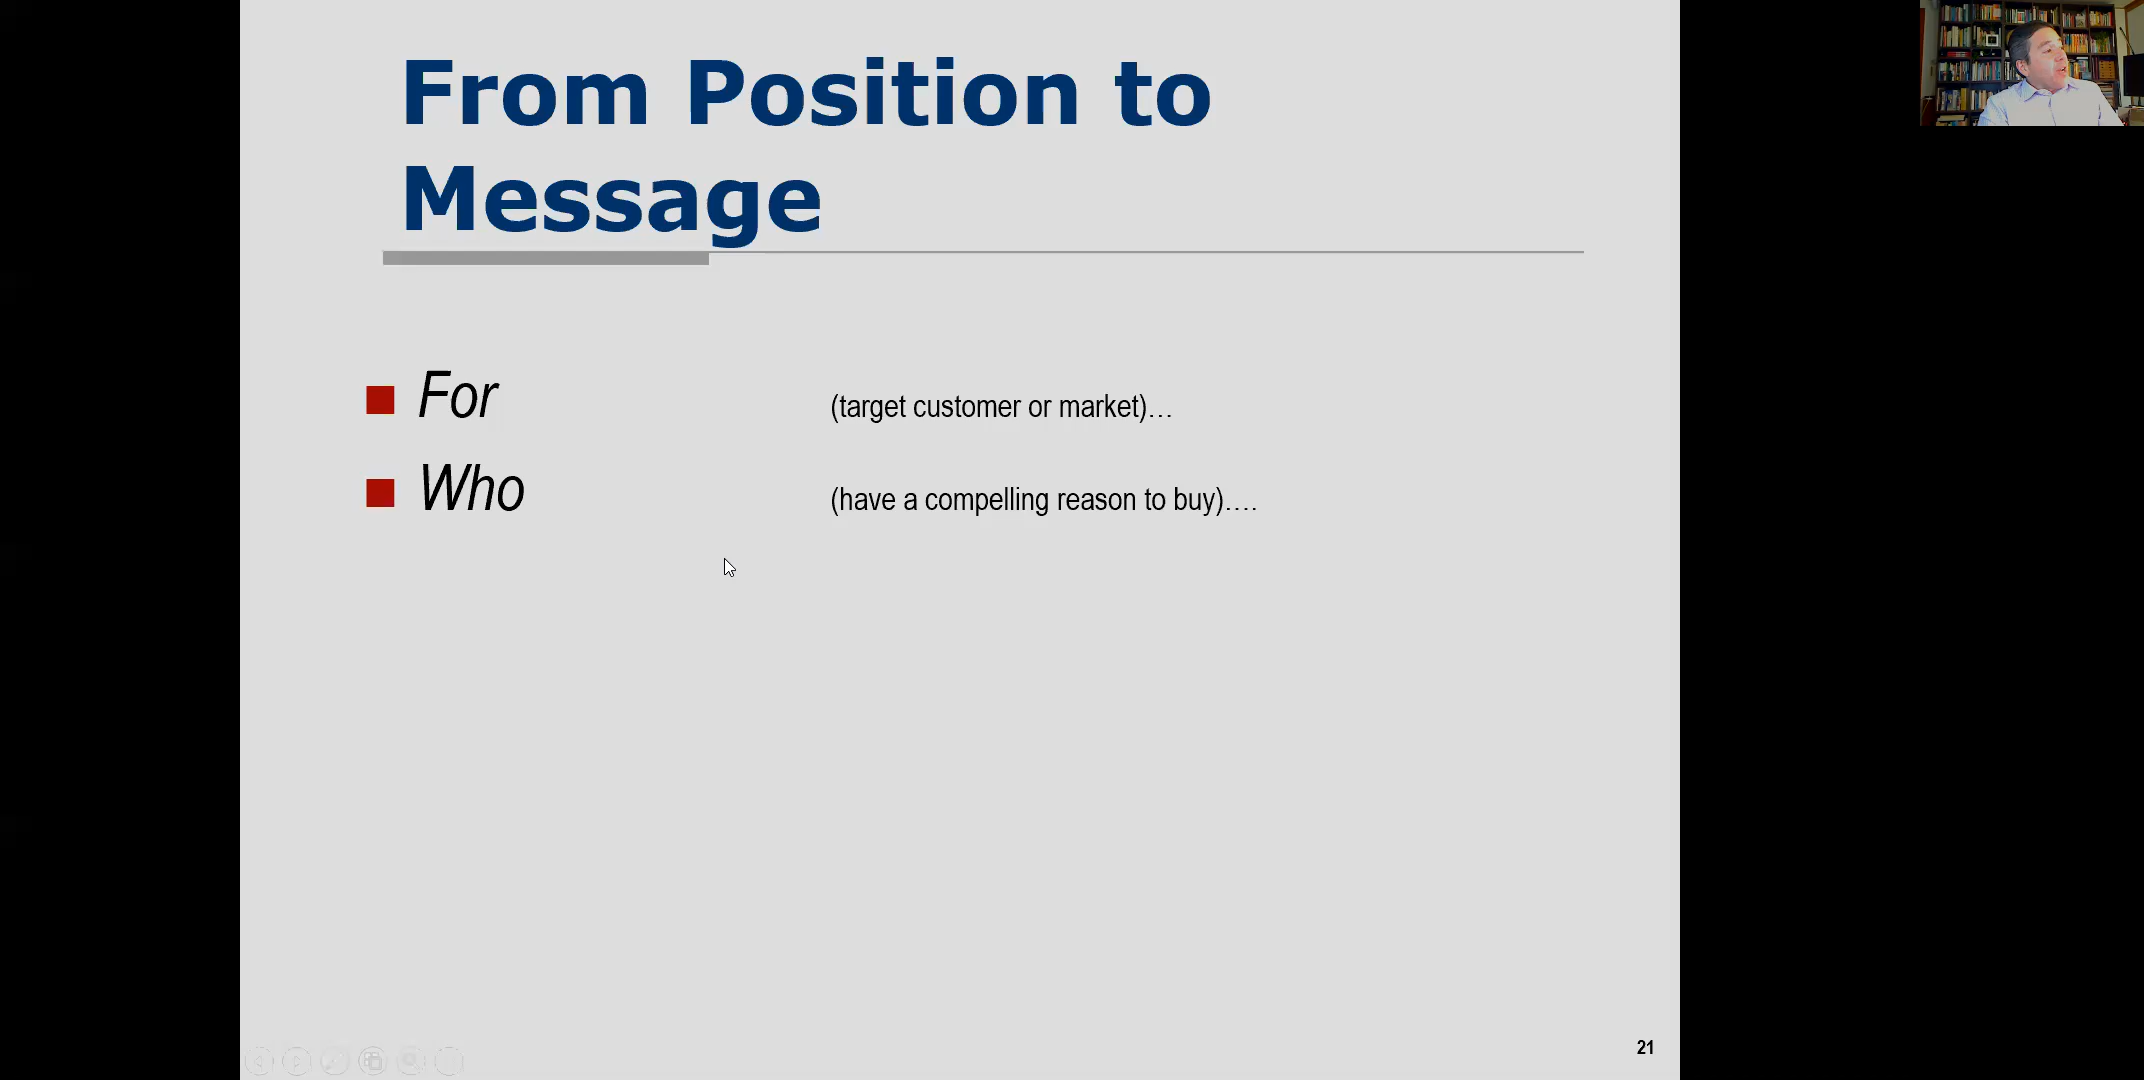 From Position to
Message
For (target customer or market)…
Who (have a compelling reason to buy)….
21